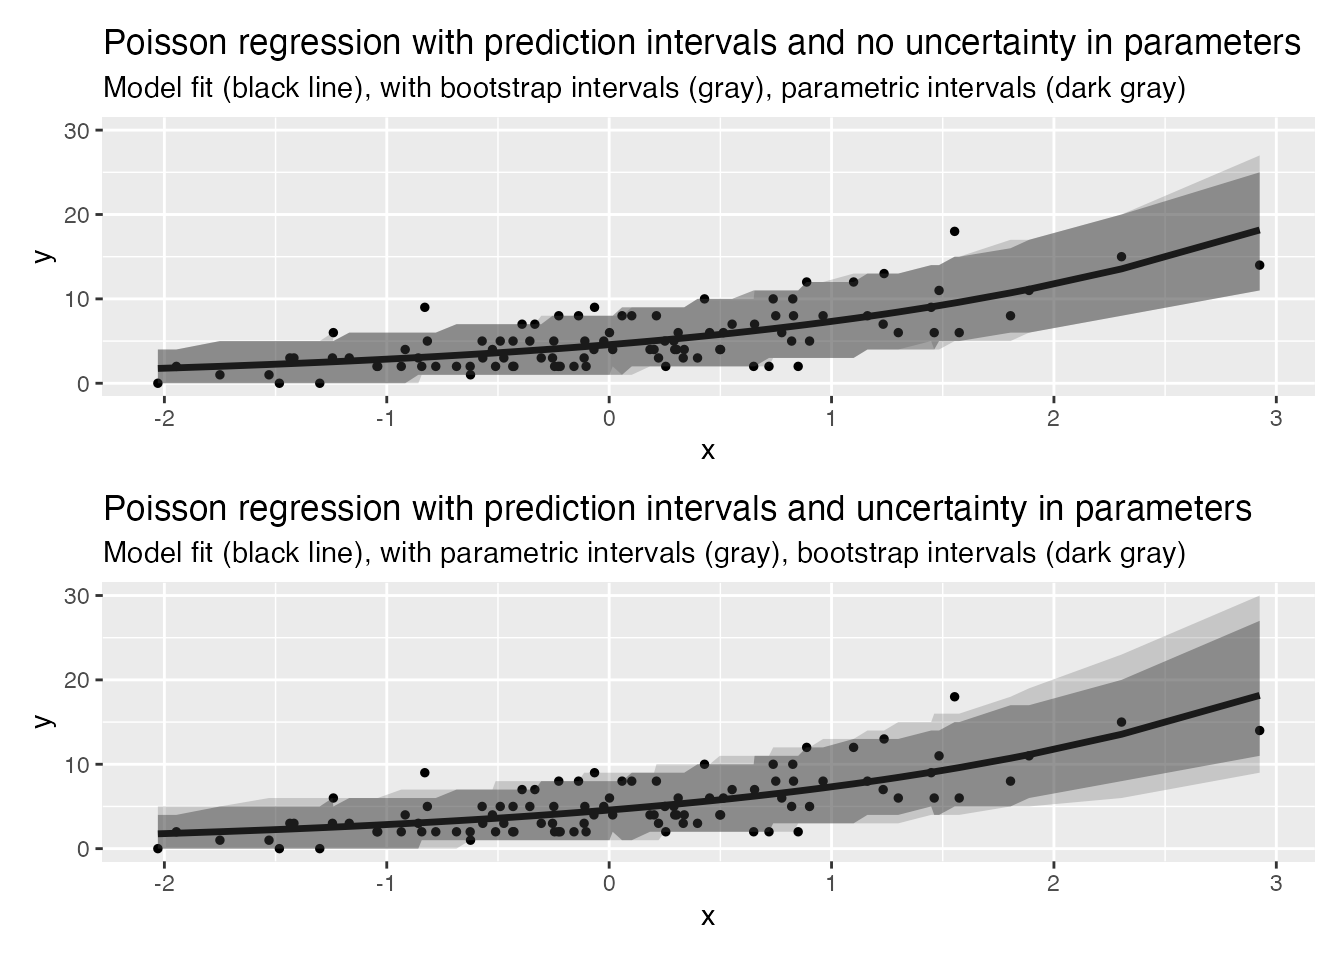 Poisson regression with prediction intervals and no uncertainty in parameters
Model fit (black line), with bootstrap intervals (gray), parametric intervals (dark gray)
30
20
10
0
y
-2 -1 0 1 2 3
x
Poisson regression with prediction intervals and uncertainty in parameters
Model fit (black line), with parametric intervals (gray), bootstrap intervals (dark gray)
30
20
10
0
y
-2 -1 0 1 2 3
x